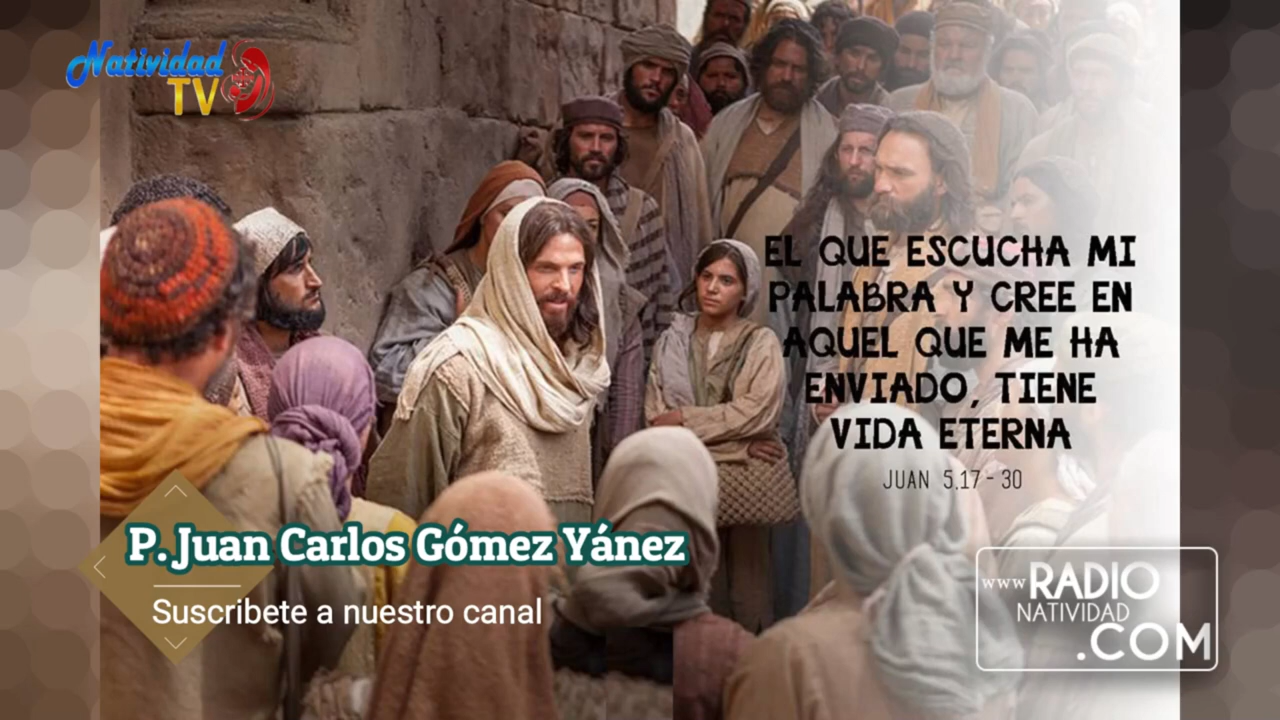 Natividad
TV
EL QUE ESCUCHA MI
PALABRA Y CREE EN
AQUEL QUE ME HA
ENVIADO, TIENE
VIDA ETERNA
JUAN 5,17-30
P. Juan Carlos Gómez Yánez
Suscribete a nuestro canal
www RADIO
NATIVIDAD
.COM